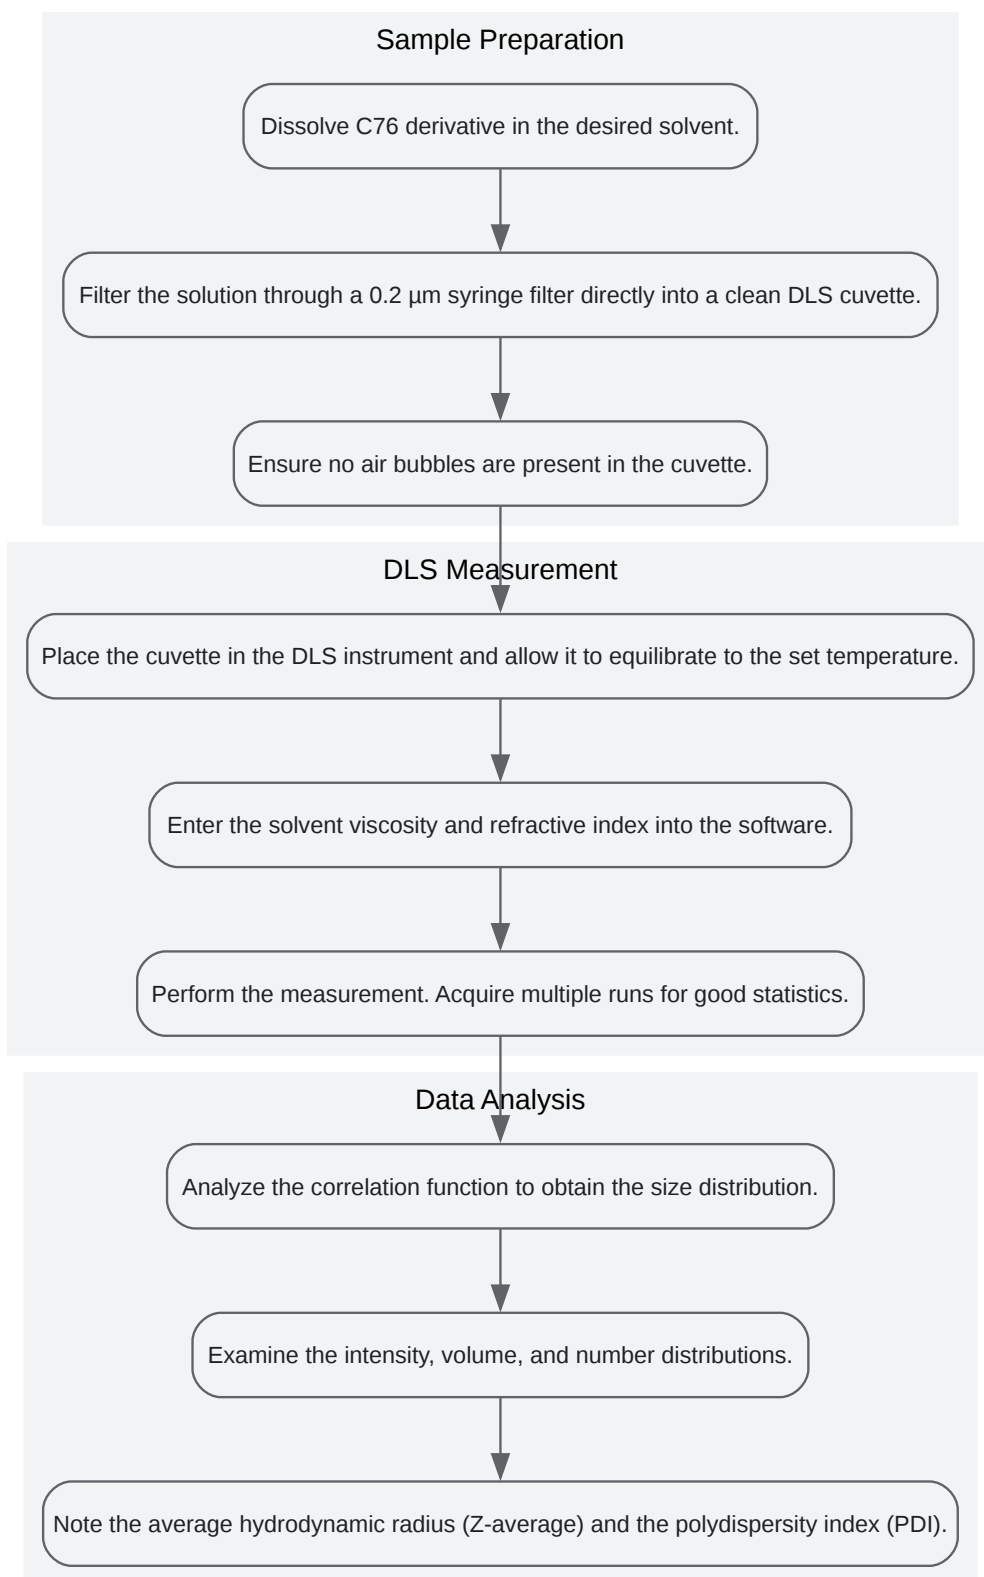 Sample Preparation
Dissolve C76 derivative in the desired solvent.
Filter the solution through a 0.2 µm syringe filter directly into a clean DLS cuvette.
Ensure no air bubbles are present in the cuvette.
DLS Measurement
Place the cuvette in the DLS instrument and allow it to equilibrate to the set temperature.
Enter the solvent viscosity and refractive index into the software.
Perform the measurement. Acquire multiple runs for good statistics.
Data Analysis
Analyze the correlation function to obtain the size distribution.
Examine the intensity, volume, and number distributions.
Note the average hydrodynamic radius (Z-average) and the polydispersity index (PDI).